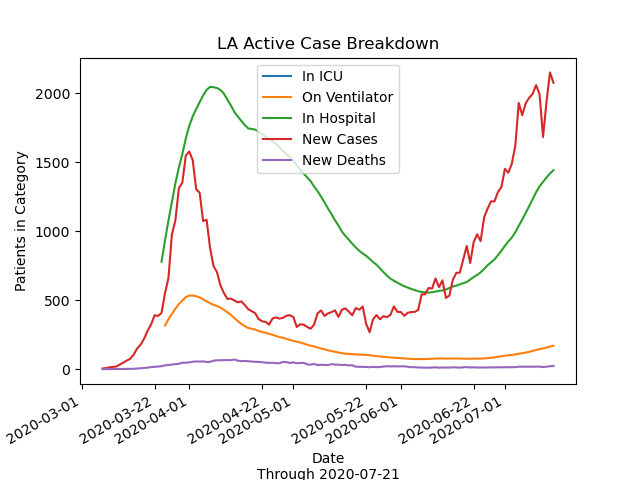 LA Active Case Breakdown
In ICU
On Ventilator
In Hospital
New Cases
New Deaths
Patients in Category
2000
1500
1000
500
0
2020-03-01
2020-03-22
2020-04-01
2020-04-22
2020-05-01
2020-05-22
2020-06-01
2020-06-22
2020-07-01
Date
Through 2020-07-21